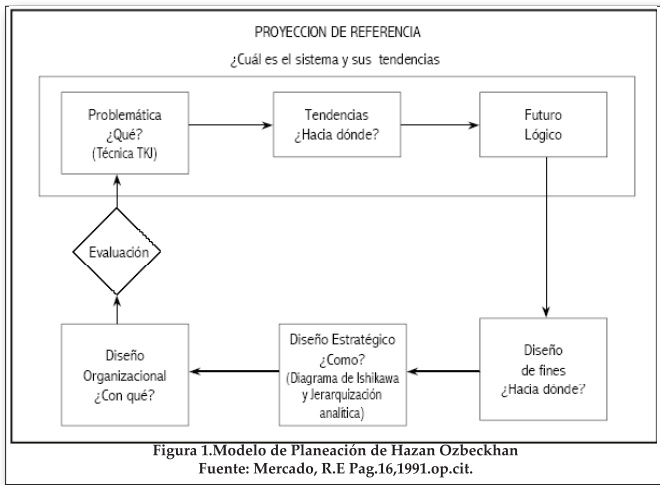 PROYECCION DE REFERENCIA
¿Cuál es el sistema y sus tendencias
Problemática
¿Qué?
(Técnica TKJ)
Tendencias
¿Hacia dónde?
Futuro
Lógico
Evaluación
Diseño
Organizacional
¿Con qué?
Diseño Estratégico
¿Como?
(Diagrama de Ishikawa
y Jerarquización
analítica)
Diseño
de fines
¿Hacia dónde?
Figura 1.Modelo de Planeación de Hazan Ozbeckhan
Fuente: Mercado, R.E Pag.16,1991.op.cit.